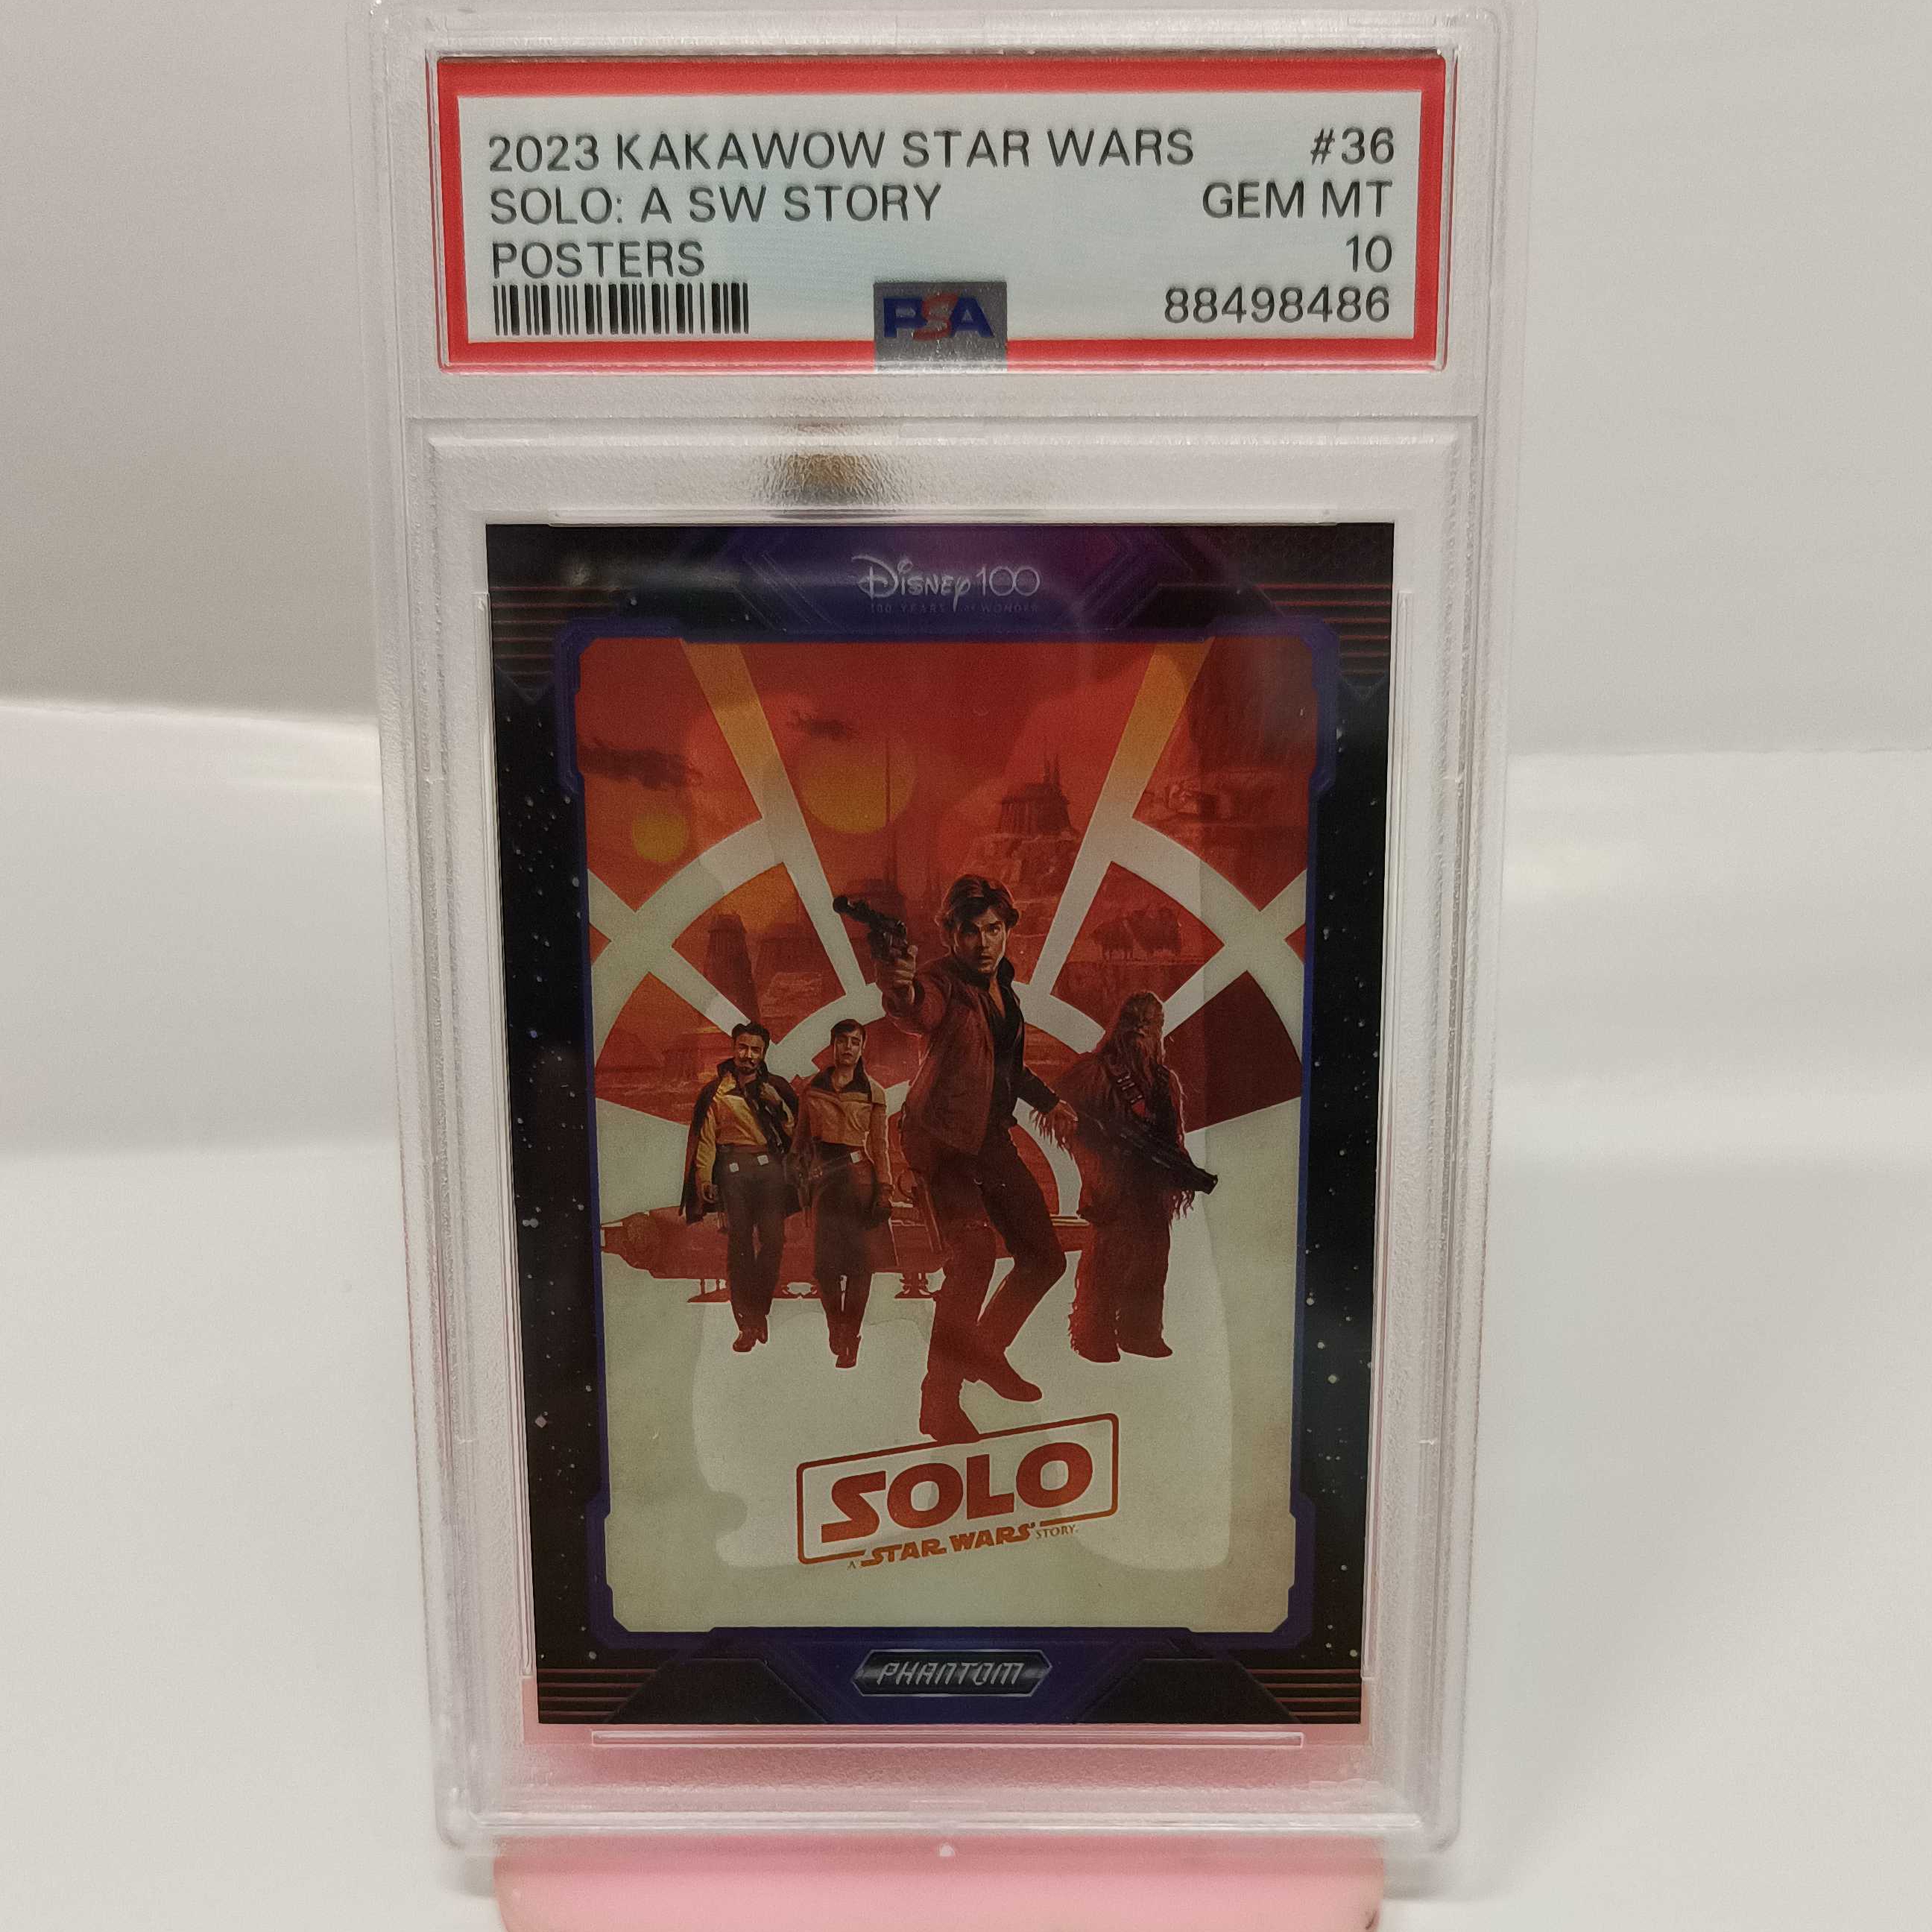 2023 KAKAWOW STAR WARS #36
SOLO: A SW STORY GEM MT
POSTERS 10
PSA 88498486
Disney 100
100 YEARS of WONDER
SOLO
A STAR WARS STORY
PHANTOM